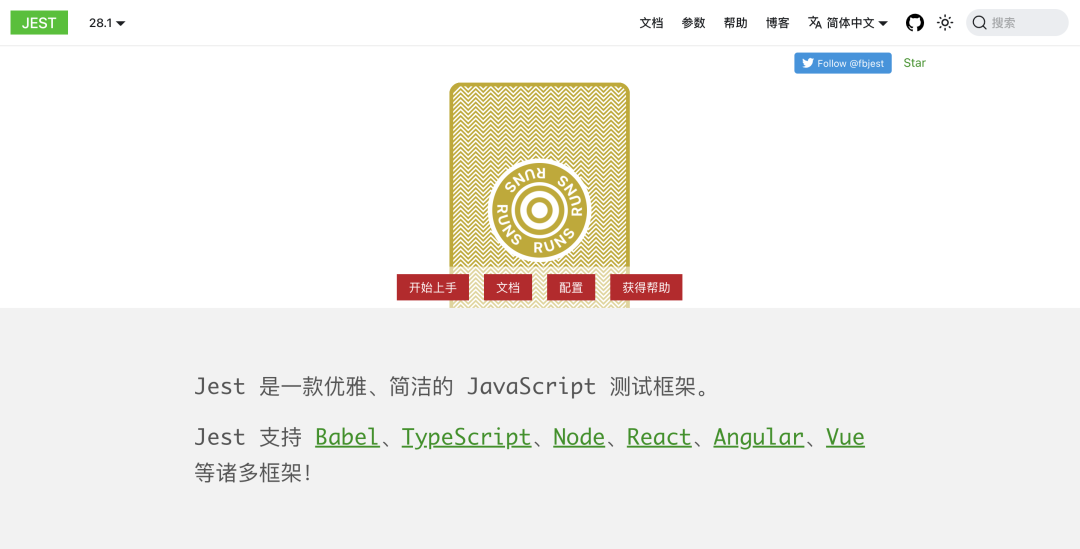 JEST 28.1 文档 参数 帮助 博客 简体中文 搜索
Follow @fbjest Star
RUNS RUNS
RUNS RUNS
RUNS
开始上手 文档 配置 获得帮助
Jest 是一款优雅、简洁的 JavaScript 测试框架。
Jest 支持 Babel、TypeScript、Node、React、Angular、Vue
等诸多框架!